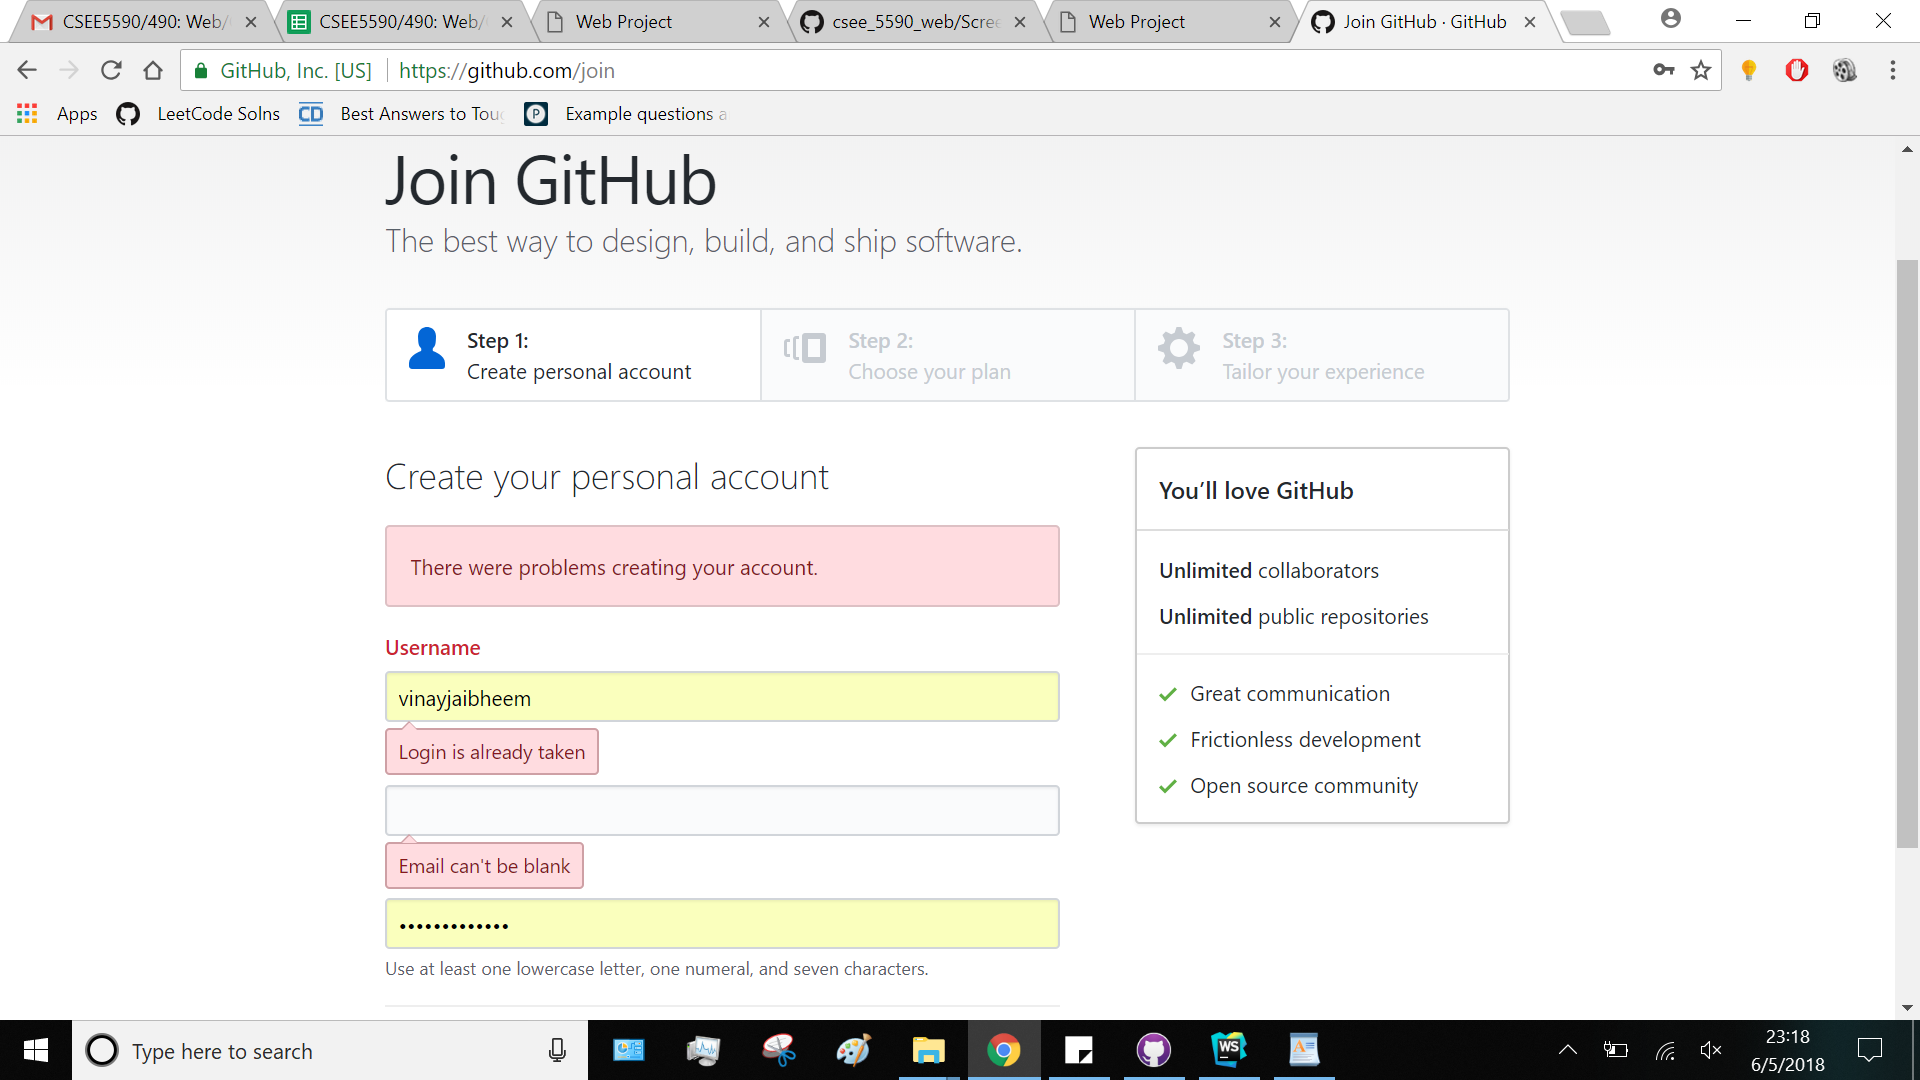 CSEE5590/490: Web/
CSEE5590/490: Web/
Web Project
csee_5590_web/Scree
Web Project
Join GitHub · GitHub
GitHub, Inc. [US]
https://github.com/join
Apps
LeetCode Solns
CD
Best Answers to Toug
P
Example questions a
Join GitHub
The best way to design, build, and ship software.
Step 1:
Create personal account
Step 2:
Choose your plan
Step 3:
Tailor your experience
Create your personal account
There were problems creating your account.
Username
vinayjaibheem
Login is already taken
Email can't be blank
•••••••••••••
Use at least one lowercase letter, one numeral, and seven characters.
You'll love GitHub
Unlimited collaborators
Unlimited public repositories
Great communication
Frictionless development
Open source community
Type here to search
WS
23:18
6/5/2018